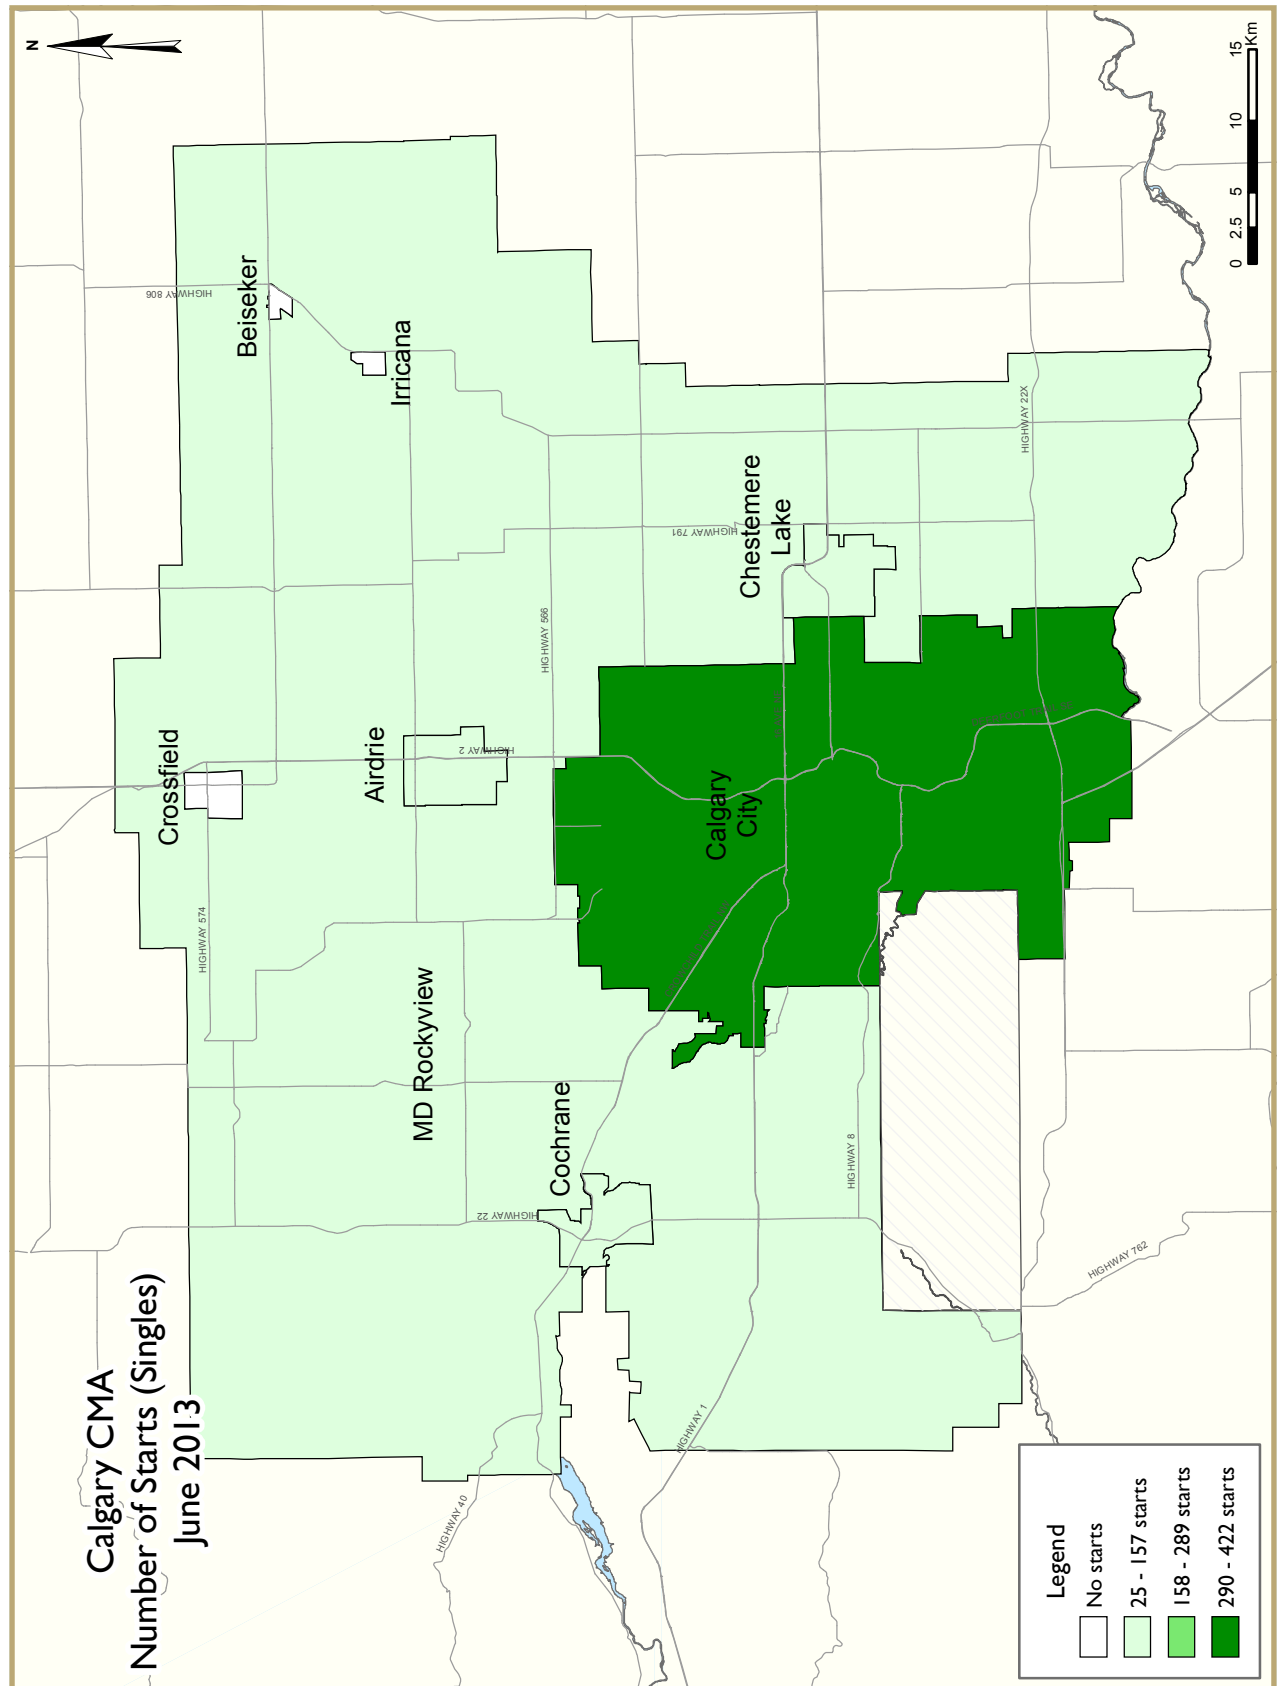 Calgary CMA
Number of Starts (Singles)
June 2013
N
Crossfield
Beiseker
Irricana
Airdrie
MD Rockyview
Cochrane
Calgary
City
Chestemere
Lake
HIGHWAY 574
HIGHWAY 806
HIGHWAY 2
HIGHWAY 566
HIGHWAY 791
HIGHWAY 22
HIGHWAY 40
HIGHWAY 1
HIGHWAY 8
HIGHWAY 22X
HIGHWAY 762
Legend
No starts
25 - 157 starts
158 - 289 starts
290 - 422 starts
0 2.5 5 10 15
Km